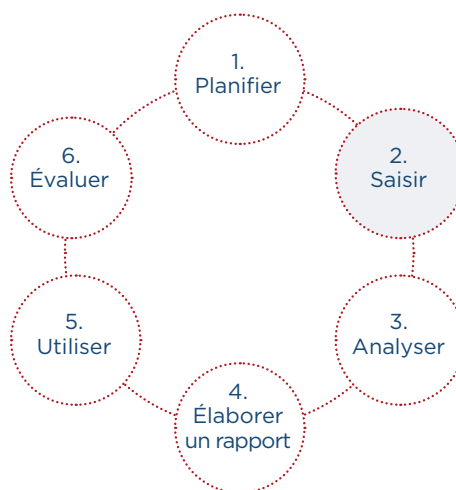 1.
Planifier
2.
Saisir
3.
Analyser
4.
Élaborer
un rapport
5.
Utiliser
6.
Évaluer